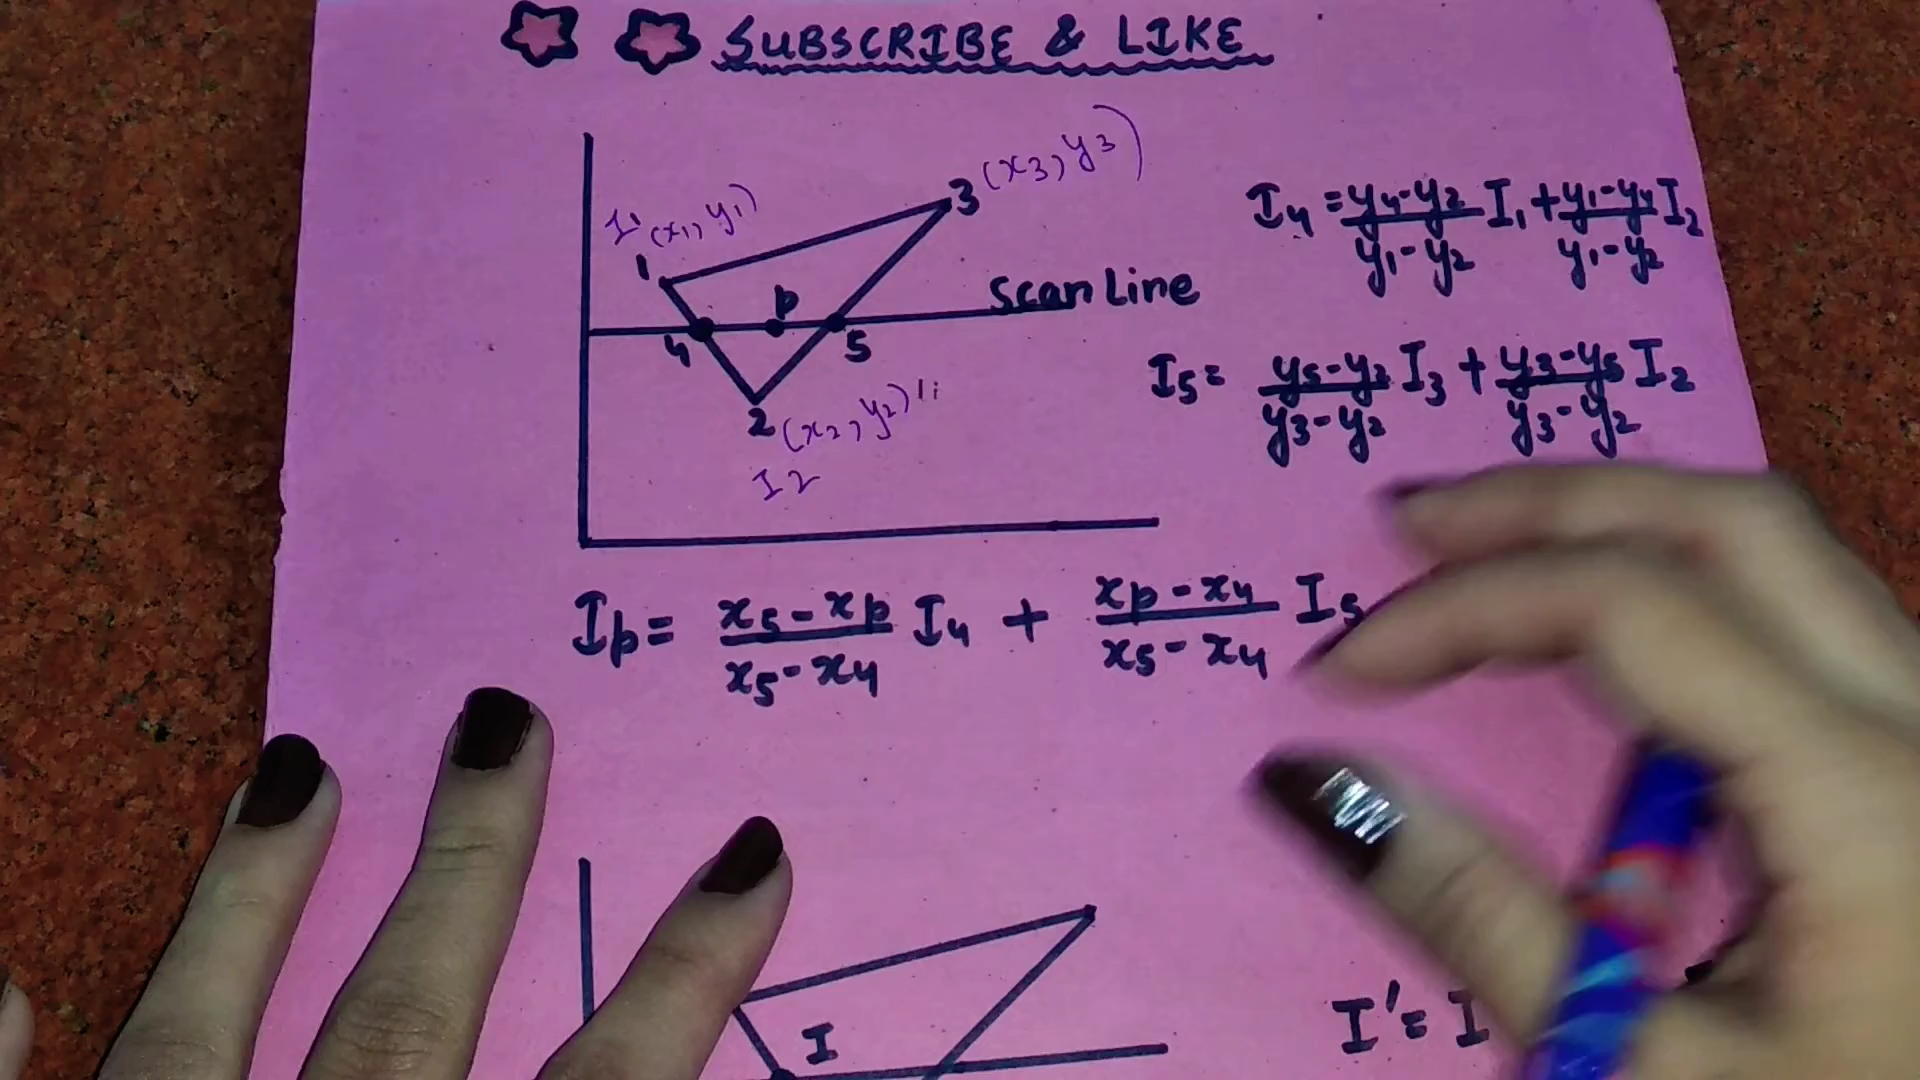 SUBSCRIBE & LIKE
(x3, y3)
3
(x1, y1)
1
P
Scan Line
4
5
2 (x2, y2)
I2
I4 = y4-y2/y1-y2 I1 + y1-y4/y1-y2 I2
I5 = y5-y2/y3-y2 I3 + y3-y5/y3-y2 I2
Ip = x5-xp/x5-x4 I4 + xp-x4/x5-x4 I5
I
I' = I